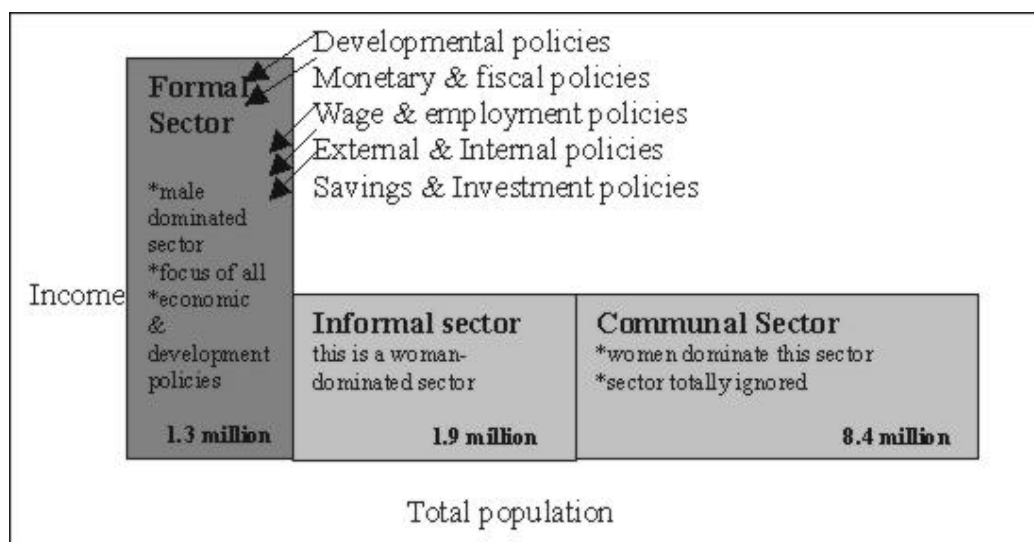 Developmental policies
Monetary & fiscal policies
Wage & employment policies
External & Internal policies
Savings & Investment policies
Formal
Sector
*male
dominated
sector
*focus of all
*economic
&
development
policies
1.3 million
Income
Informal sector
this is a woman-
dominated sector
1.9 million
Communal Sector
*women dominate this sector
*sector totally ignored
8.4 million
Total population